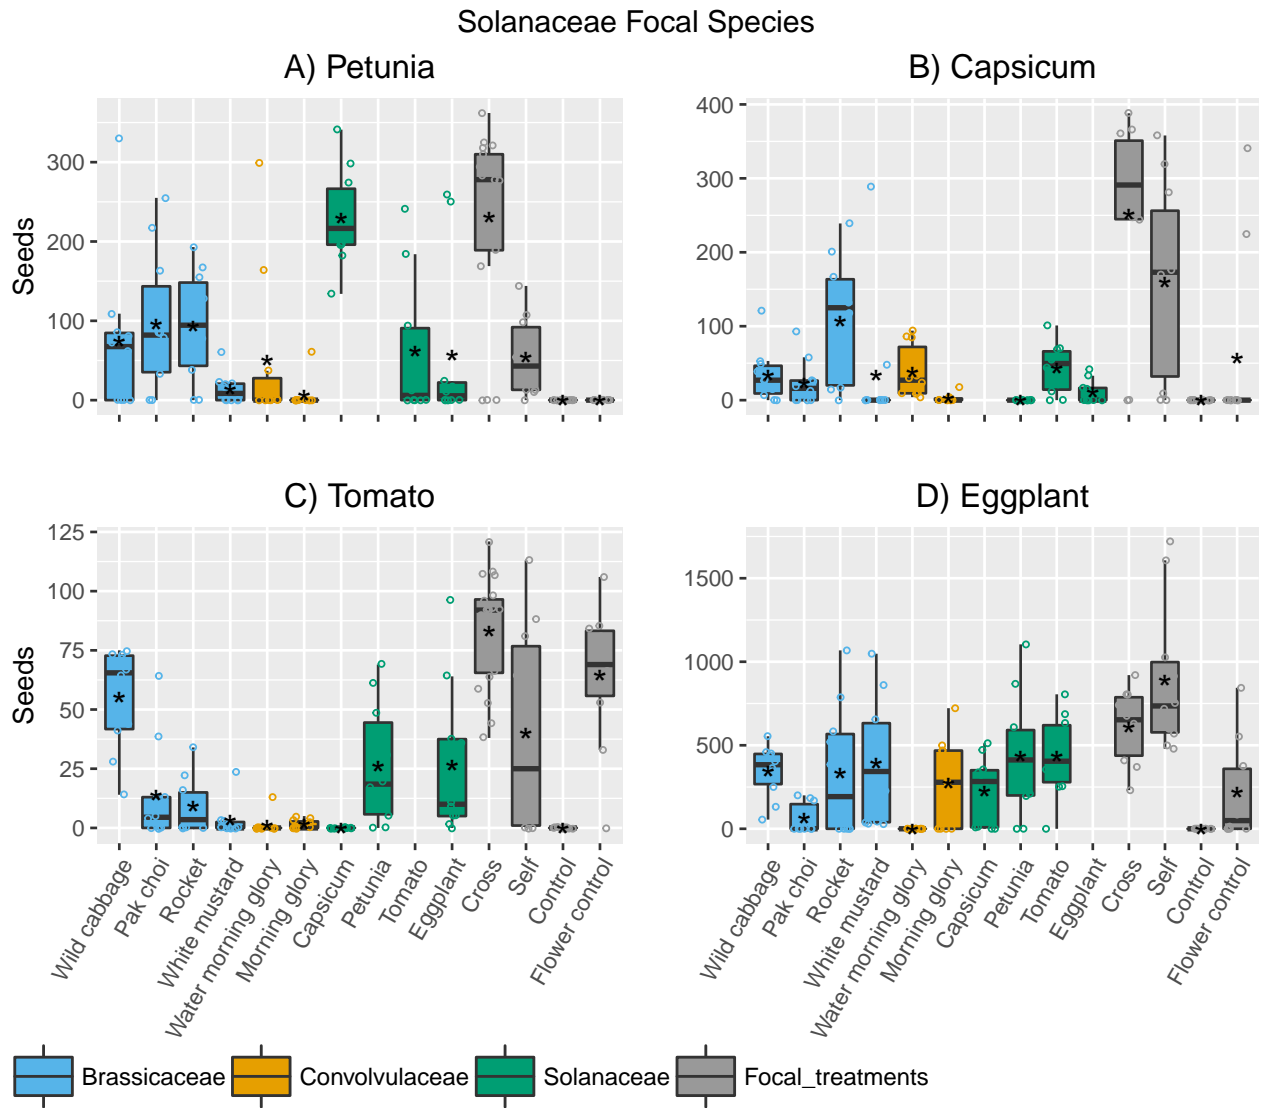 Solanaceae Focal Species
A) Petunia
B) Capsicum
Seeds
300
200
100
0
400
300
200
100
0
C) Tomato
D) Eggplant
Seeds
125
100
75
50
25
0
1500
1000
500
0
Wild cabbage
Pak choi
Rocket
White mustard
Water morning glory
Morning glory
Capsicum
Petunia
Tomato
Eggplant
Cross
Self
Control
Flower control
Wild cabbage
Pak choi
Rocket
White mustard
Water morning glory
Morning glory
Capsicum
Petunia
Tomato
Eggplant
Cross
Self
Control
Flower control
Brassicaceae
Convolvulaceae
Solanaceae
Focal_treatments